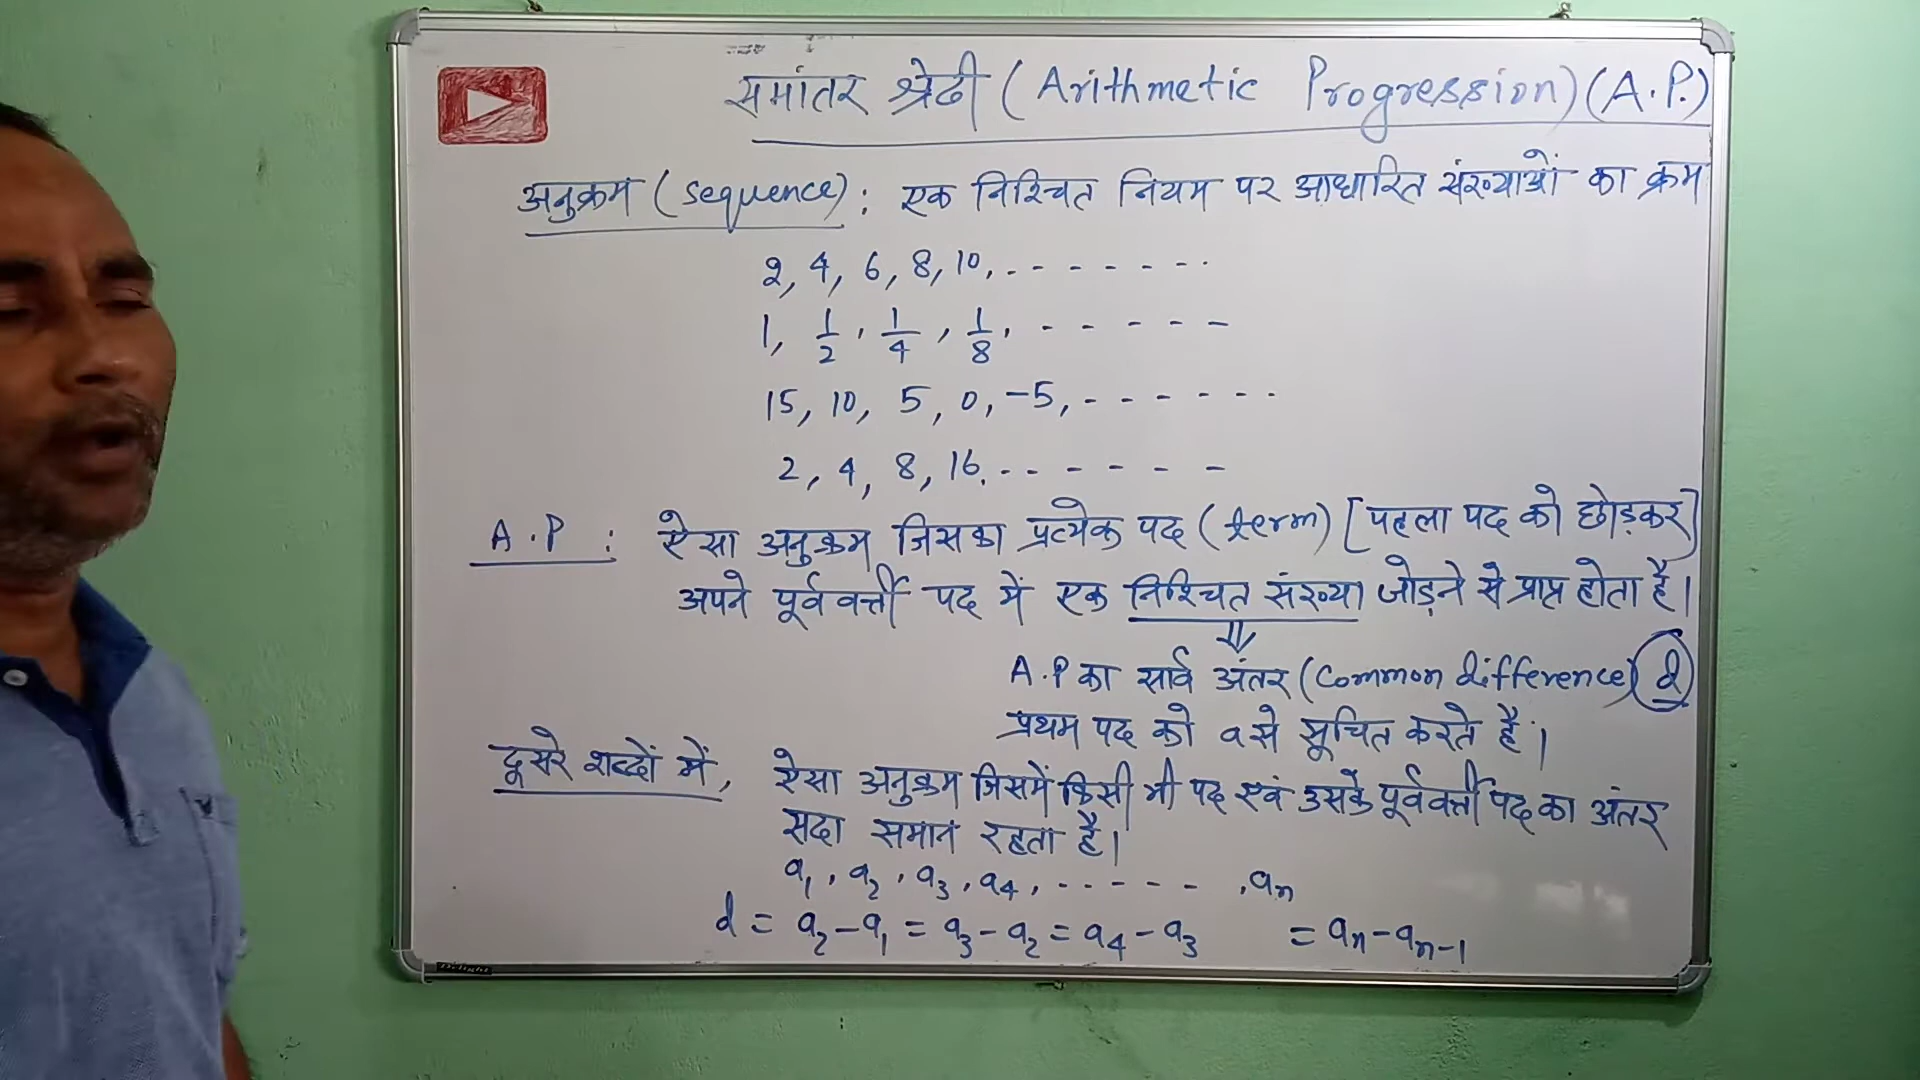 समांतर श्रेढी (Arithmetic Progression) (A.P.)
अनुक्रम (sequence) : एक निश्चित नियम पर आधारित संख्याओं का क्रम
2, 4, 6, 8, 10, - - - - - - - -
1, 1/2, 1/4, 1/8, - - - - - -
15, 10, 5, 0, -5, - - - - - - -
2, 4, 8, 16, - - - - - -
A.P : ऐसा अनुक्रम जिसका प्रत्येक पद (term) [पहला पद को छोड़कर]
अपने पूर्ववर्त्ती पद में एक निश्चित संख्या जोड़ने से प्राप्त होता है।
⇓
A.P का सार्व अंतर (Common difference) d
प्रथम पद को a से सूचित करते है।
दूसरे शब्दों में, ऐसा अनुक्रम जिसमें किसी भी पद एवं उसके पूर्ववर्त्ती पद का अंतर
सदा समान रहता है।
a₁, a₂, a₃, a₄, - - - - - - , aₙ
d = a₂ - a₁ = a₃ - a₂ = a₄ - a₃ = aₙ - aₙ₋₁